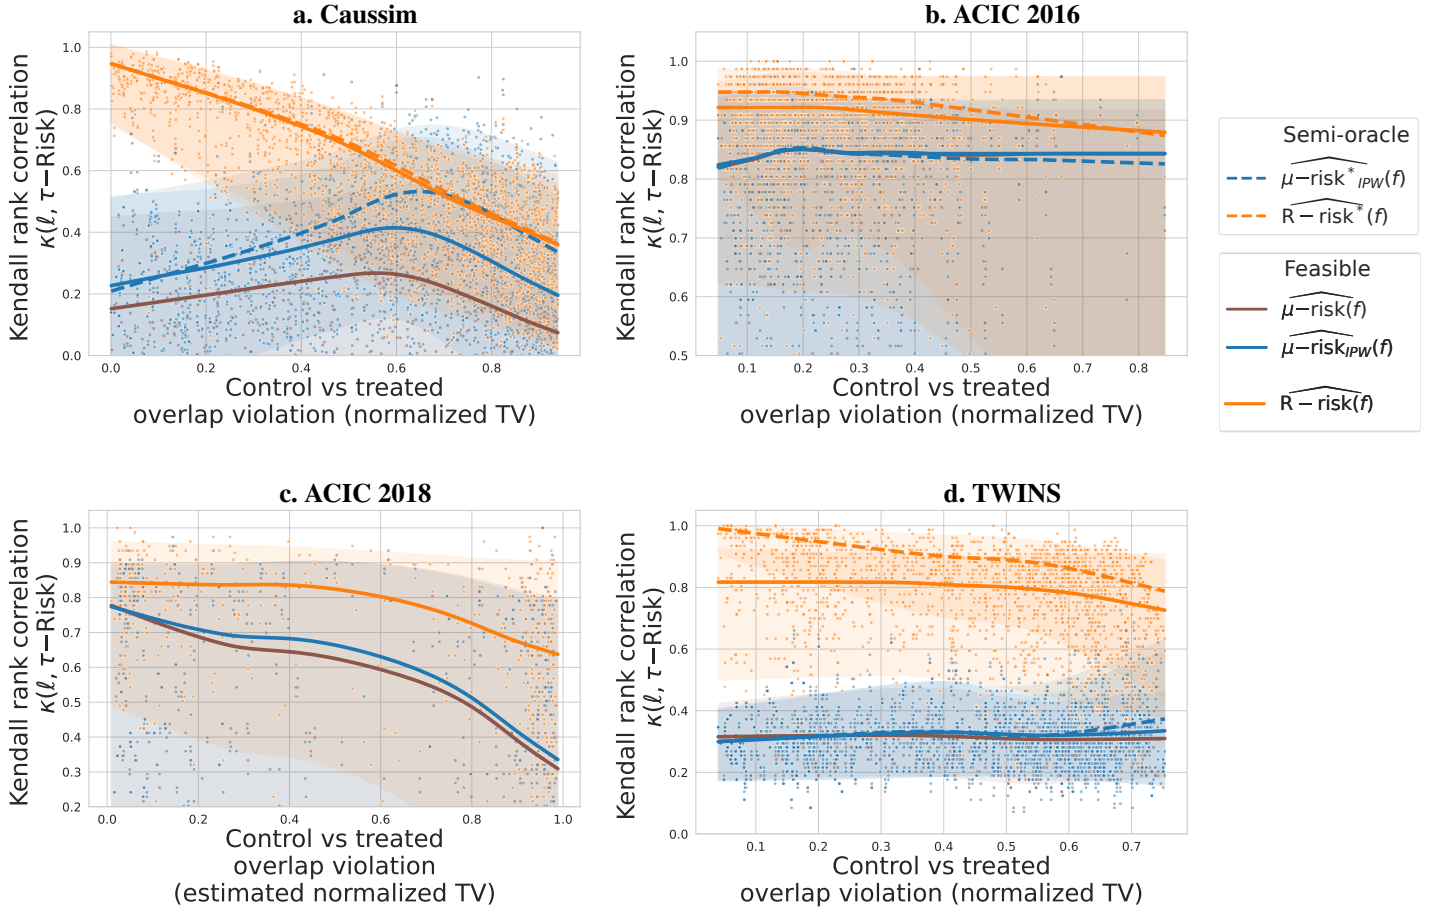 a. Caussim
Kendall rank correlation
κ(ℓ, τ−Risk)
1.0
0.8
0.6
0.4
0.2
0.0
0.0 0.2 0.4 0.6 0.8
Control vs treated
overlap violation (normalized TV)
b. ACIC 2016
Kendall rank correlation
κ(ℓ, τ−Risk)
1.0
0.9
0.8
0.7
0.6
0.5
0.1 0.2 0.3 0.4 0.5 0.6 0.7 0.8
Control vs treated
overlap violation (normalized TV)
Semi-oracle
μ−risk*IPW(f)
R−risk*(f)
Feasible
μ−risk(f)
μ−riskIPW(f)
R−risk(f)
c. ACIC 2018
Kendall rank correlation
κ(ℓ, τ−Risk)
1.0
0.9
0.8
0.7
0.6
0.5
0.4
0.3
0.2
0.0 0.2 0.4 0.6 0.8 1.0
Control vs treated
overlap violation
(estimated normalized TV)
d. TWINS
Kendall rank correlation
κ(ℓ, τ−Risk)
1.0
0.8
0.6
0.4
0.2
0.0
0.1 0.2 0.3 0.4 0.5 0.6 0.7
Control vs treated
overlap violation (normalized TV)